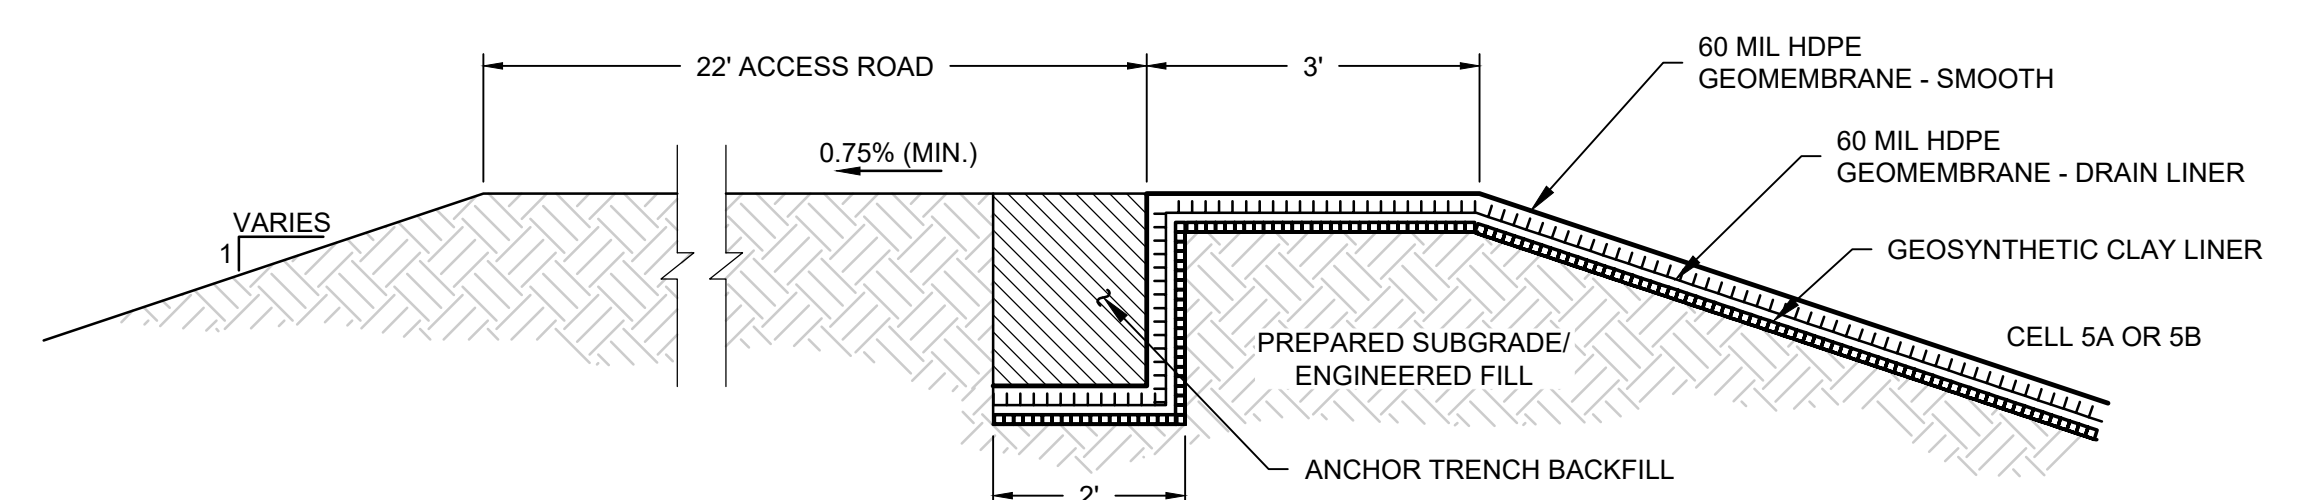 22' ACCESS ROAD
3'
60 MIL HDPE
GEOMEMBRANE - SMOOTH
60 MIL HDPE
GEOMEMBRANE - DRAIN LINER
0.75% (MIN.)
VARIES
1
GEOSYNTHETIC CLAY LINER
CELL 5A OR 5B
PREPARED SUBGRADE/
ENGINEERED FILL
ANCHOR TRENCH BACKFILL
2'